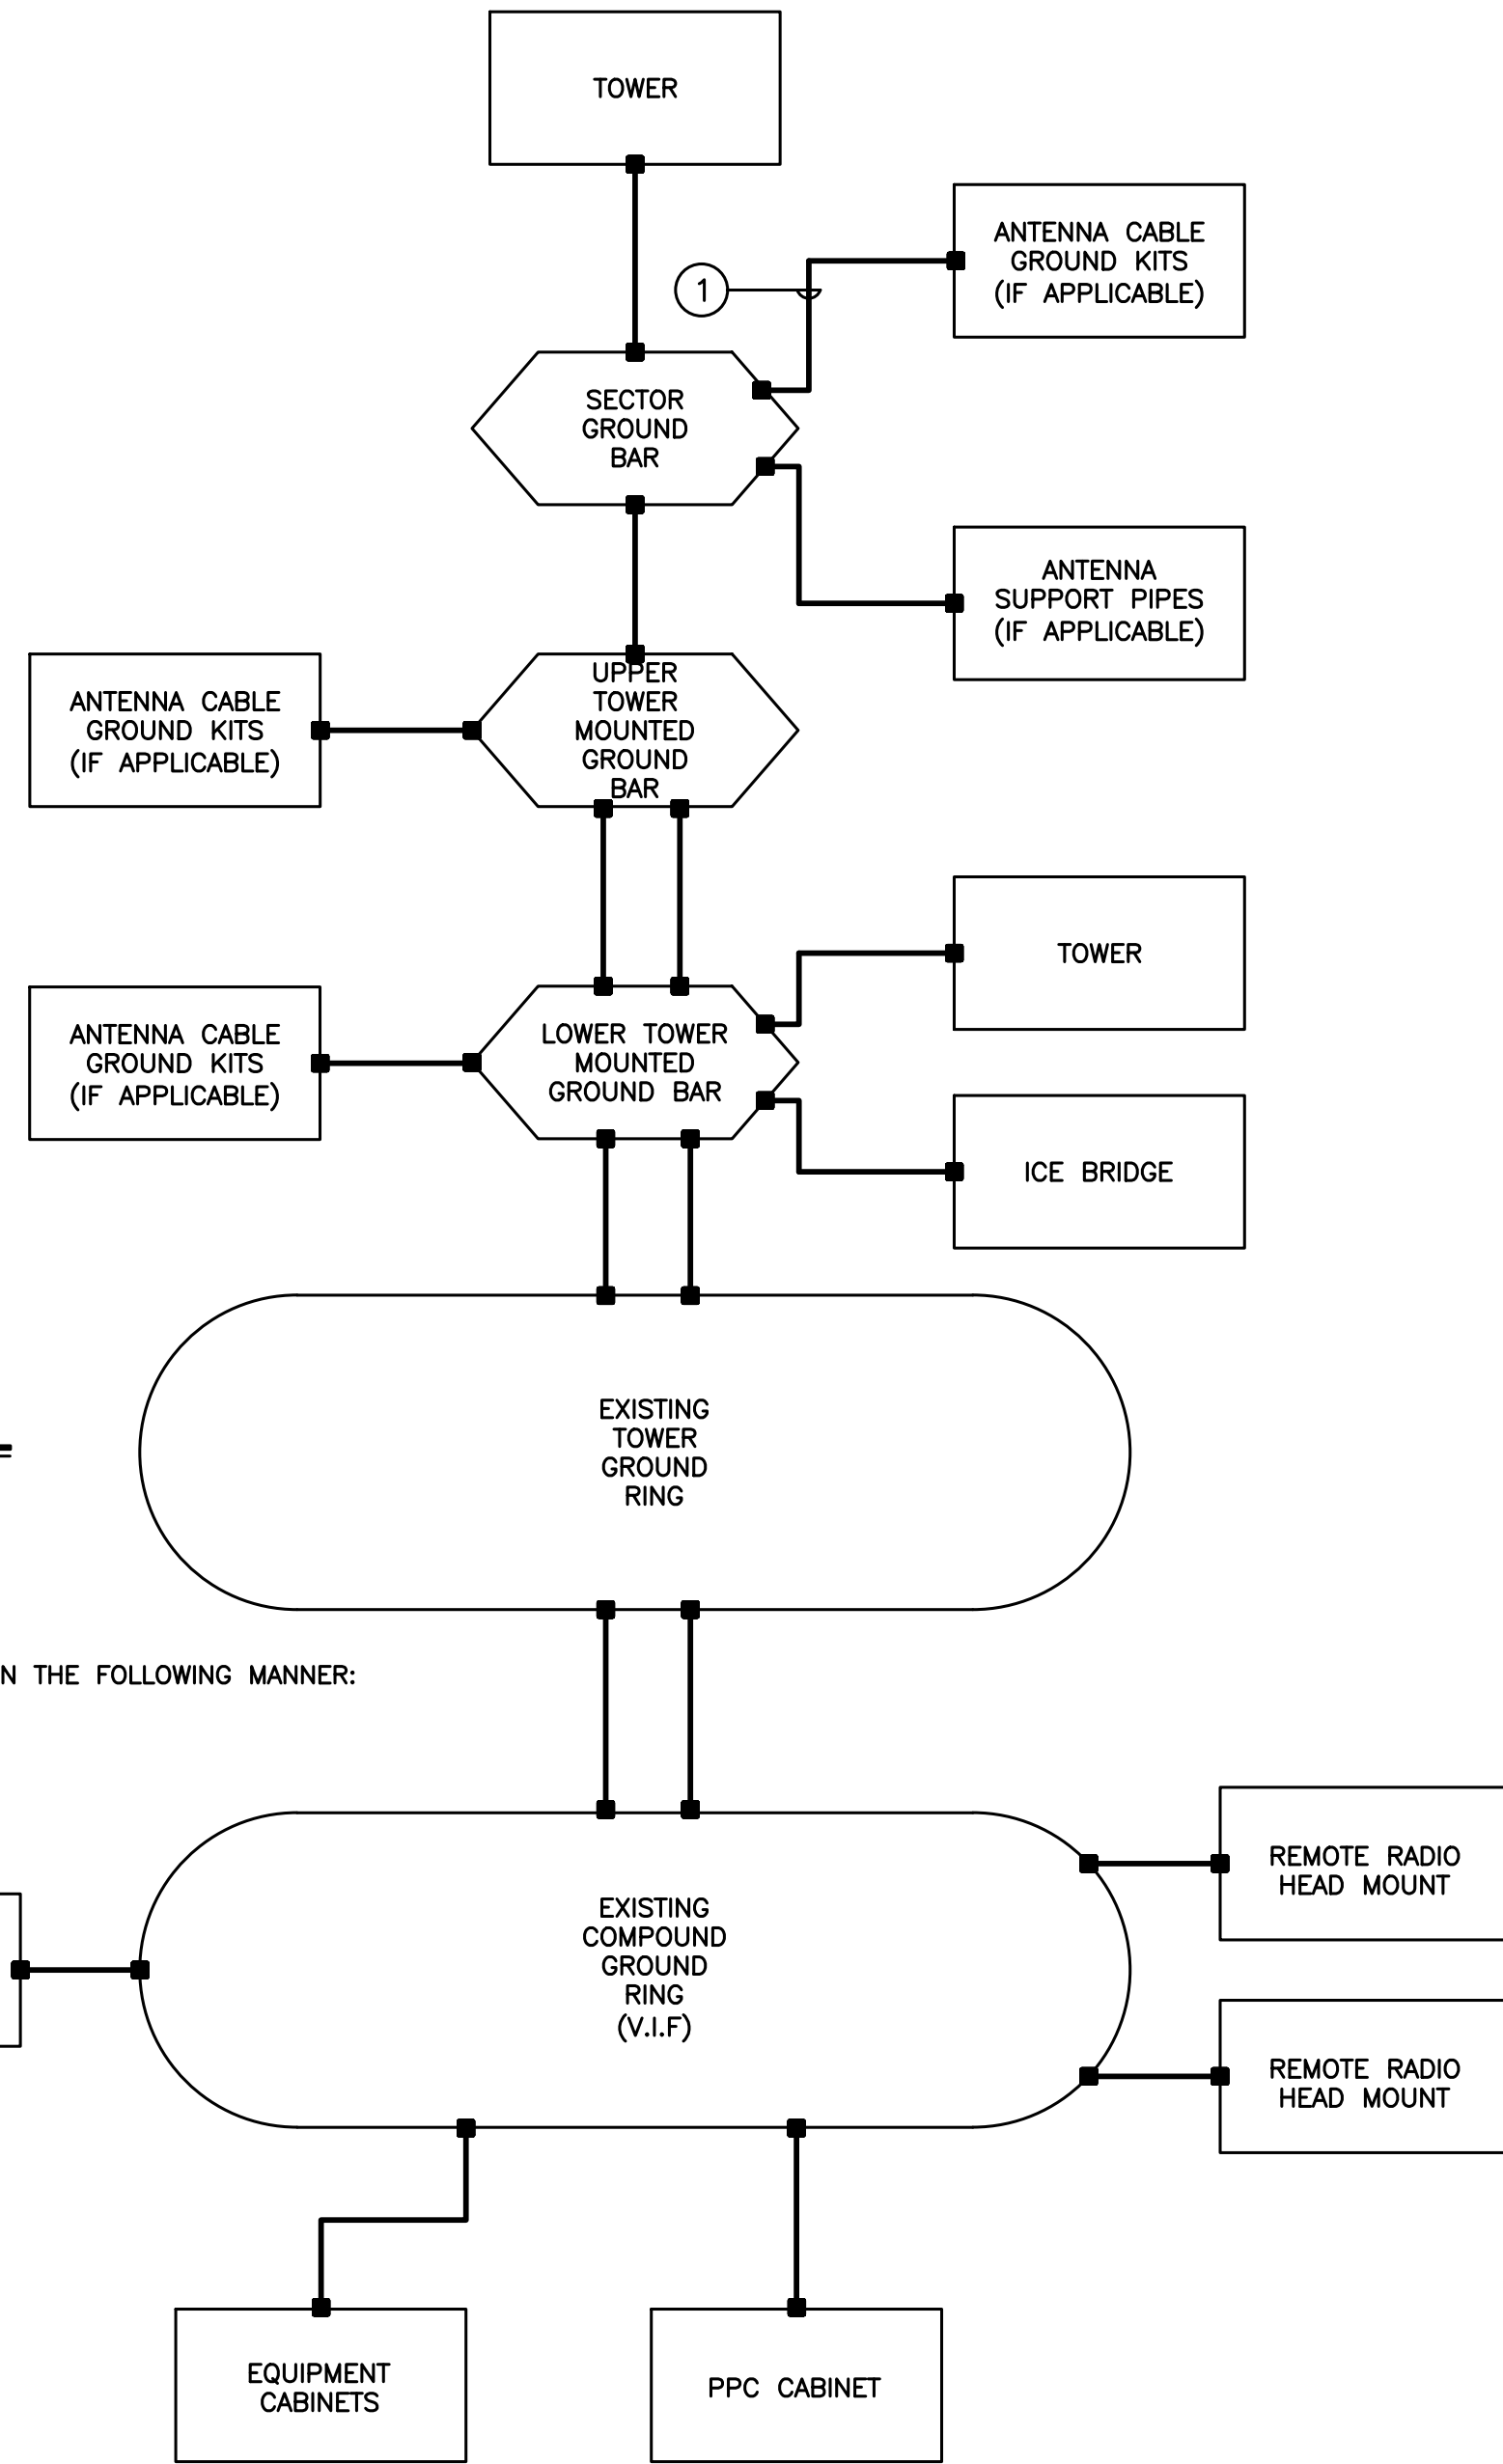 TOWER
ANTENNA CABLE
GROUND KITS
(IF APPLICABLE)
1
SECTOR
GROUND
BAR
ANTENNA
SUPPORT PIPES
(IF APPLICABLE)
ANTENNA CABLE
GROUND KITS
(IF APPLICABLE)
UPPER
TOWER
MOUNTED
GROUND
BAR
TOWER
ANTENNA CABLE
GROUND KITS
(IF APPLICABLE)
LOWER TOWER
MOUNTED
GROUND BAR
ICE BRIDGE
EXISTING
TOWER
GROUND
RING
N THE FOLLOWING MANNER:
REMOTE RADIO
HEAD MOUNT
EXISTING
COMPOUND
GROUND
RING
(V.I.F)
REMOTE RADIO
HEAD MOUNT
EQUIPMENT
CABINETS
PPC CABINET